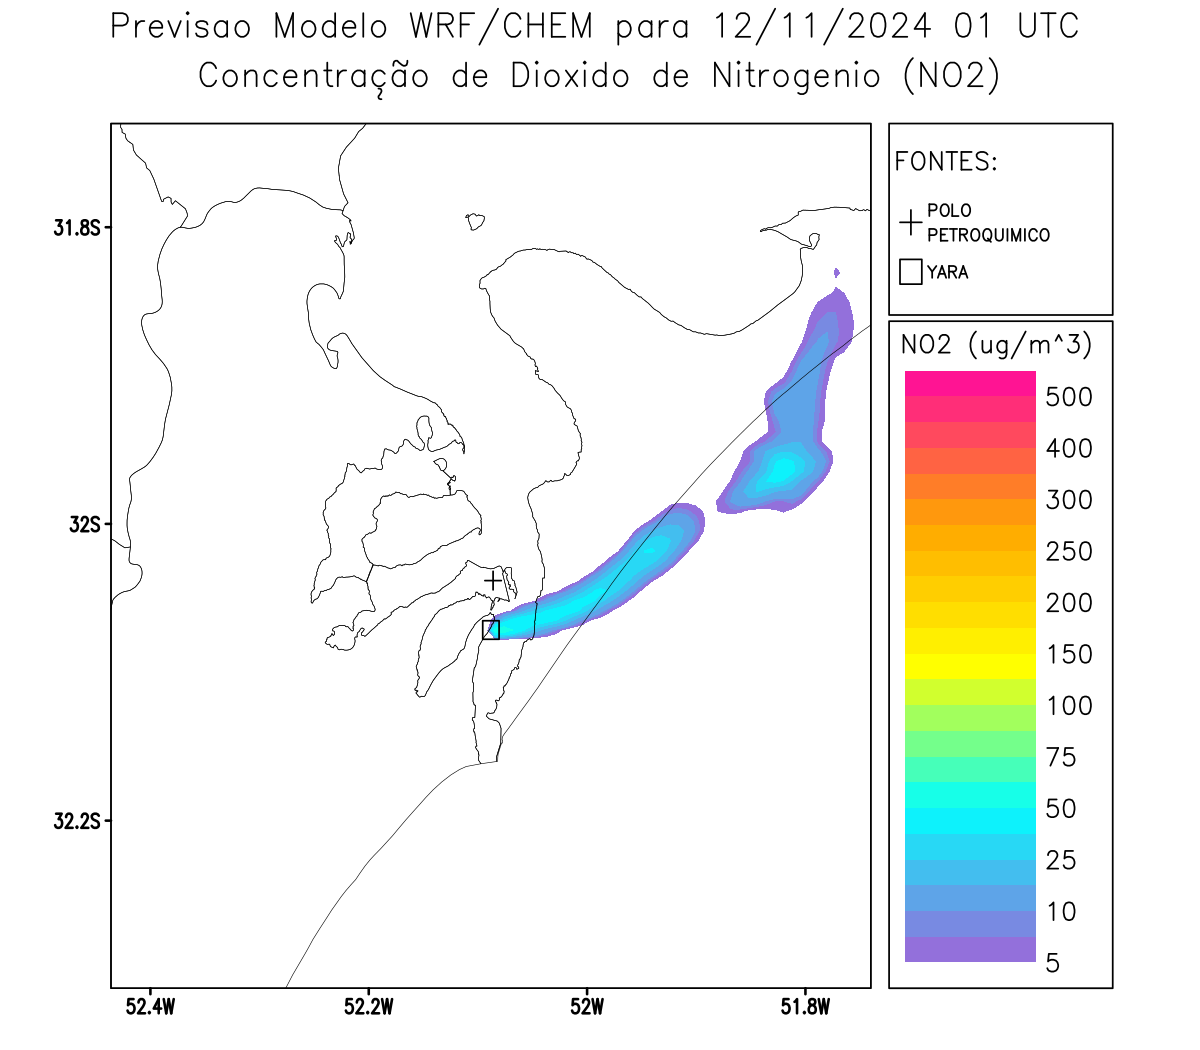 Previsao Modelo WRF/CHEM para 12/11/2024 01 UTC
Concentração de Dioxido de Nitrogenio (NO2)
FONTES:
POLO
PETROQUIMICO
YARA
31.8S
32S
32.2S
52.4W
52.2W
52W
51.8W
NO2 (ug/m^3)
500
400
300
250
200
150
100
75
50
25
10
5